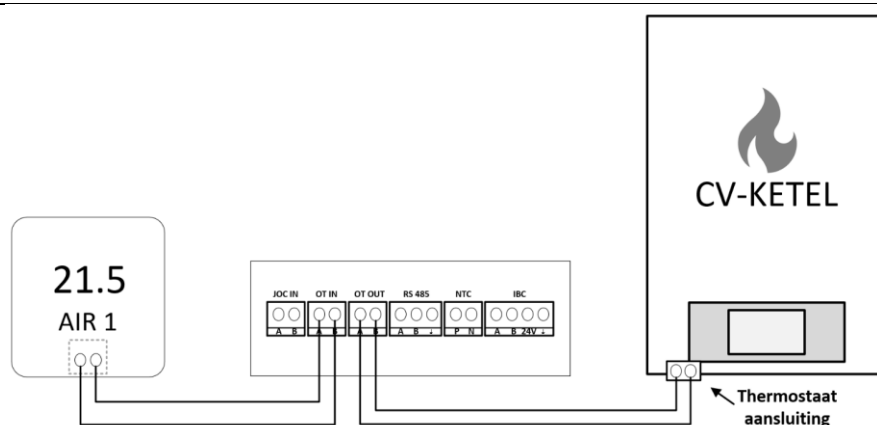 CV-KETEL
21.5
AIR 1
JOC IN OT IN OT OUT RS 485 NTC IBC
A B A B A B A B ⏚ P N A B 24V ⏚
Thermostaat
aansluiting